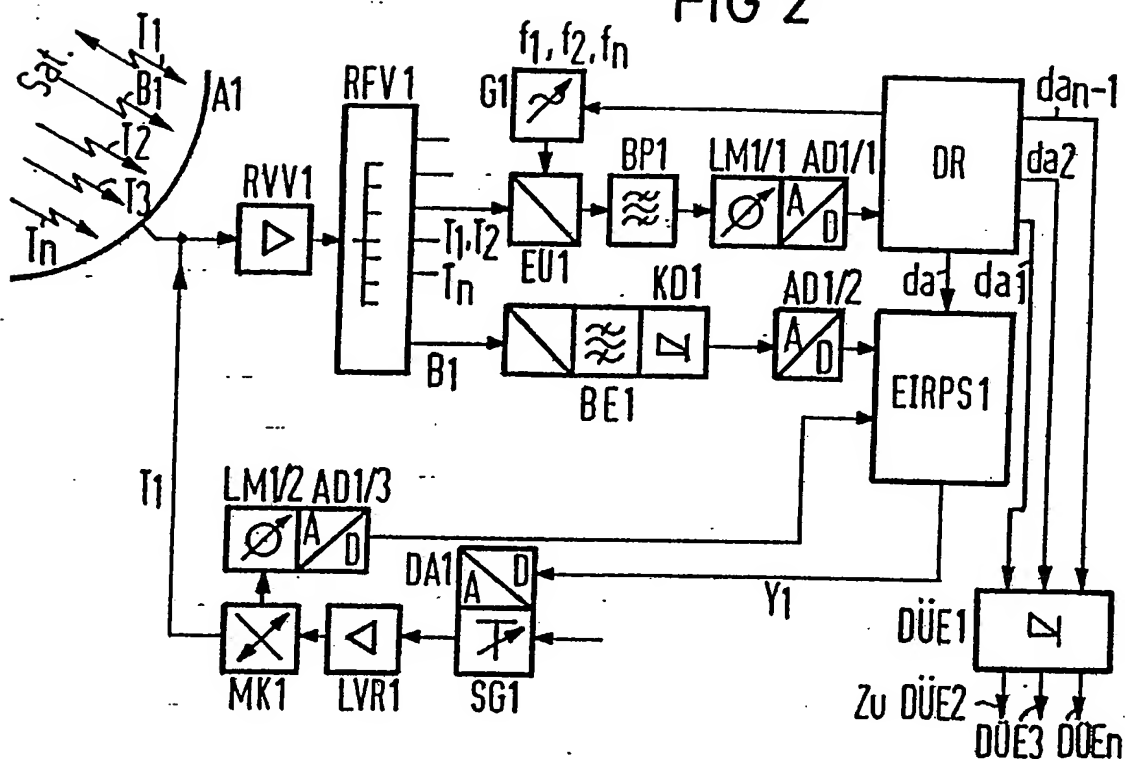 FIG 2
Sat.
T1
B1
T2
T3
Tn
A1
RVV1
RFV1
f1, f2, fn
G1
EU1
BP1
LM1/1 AD1/1
A
D
DR
dan-1
da2
da
da1
T1,T2
Tn
B1
KD1
BE1
AD1/2
A
D
EIRPS1
T1
LM1/2 AD1/3
A
D
DA1
D
A
Y1
MK1
LVR1
SG1
DÜE1
Zu DÜE2
DÜE3
DÜEn